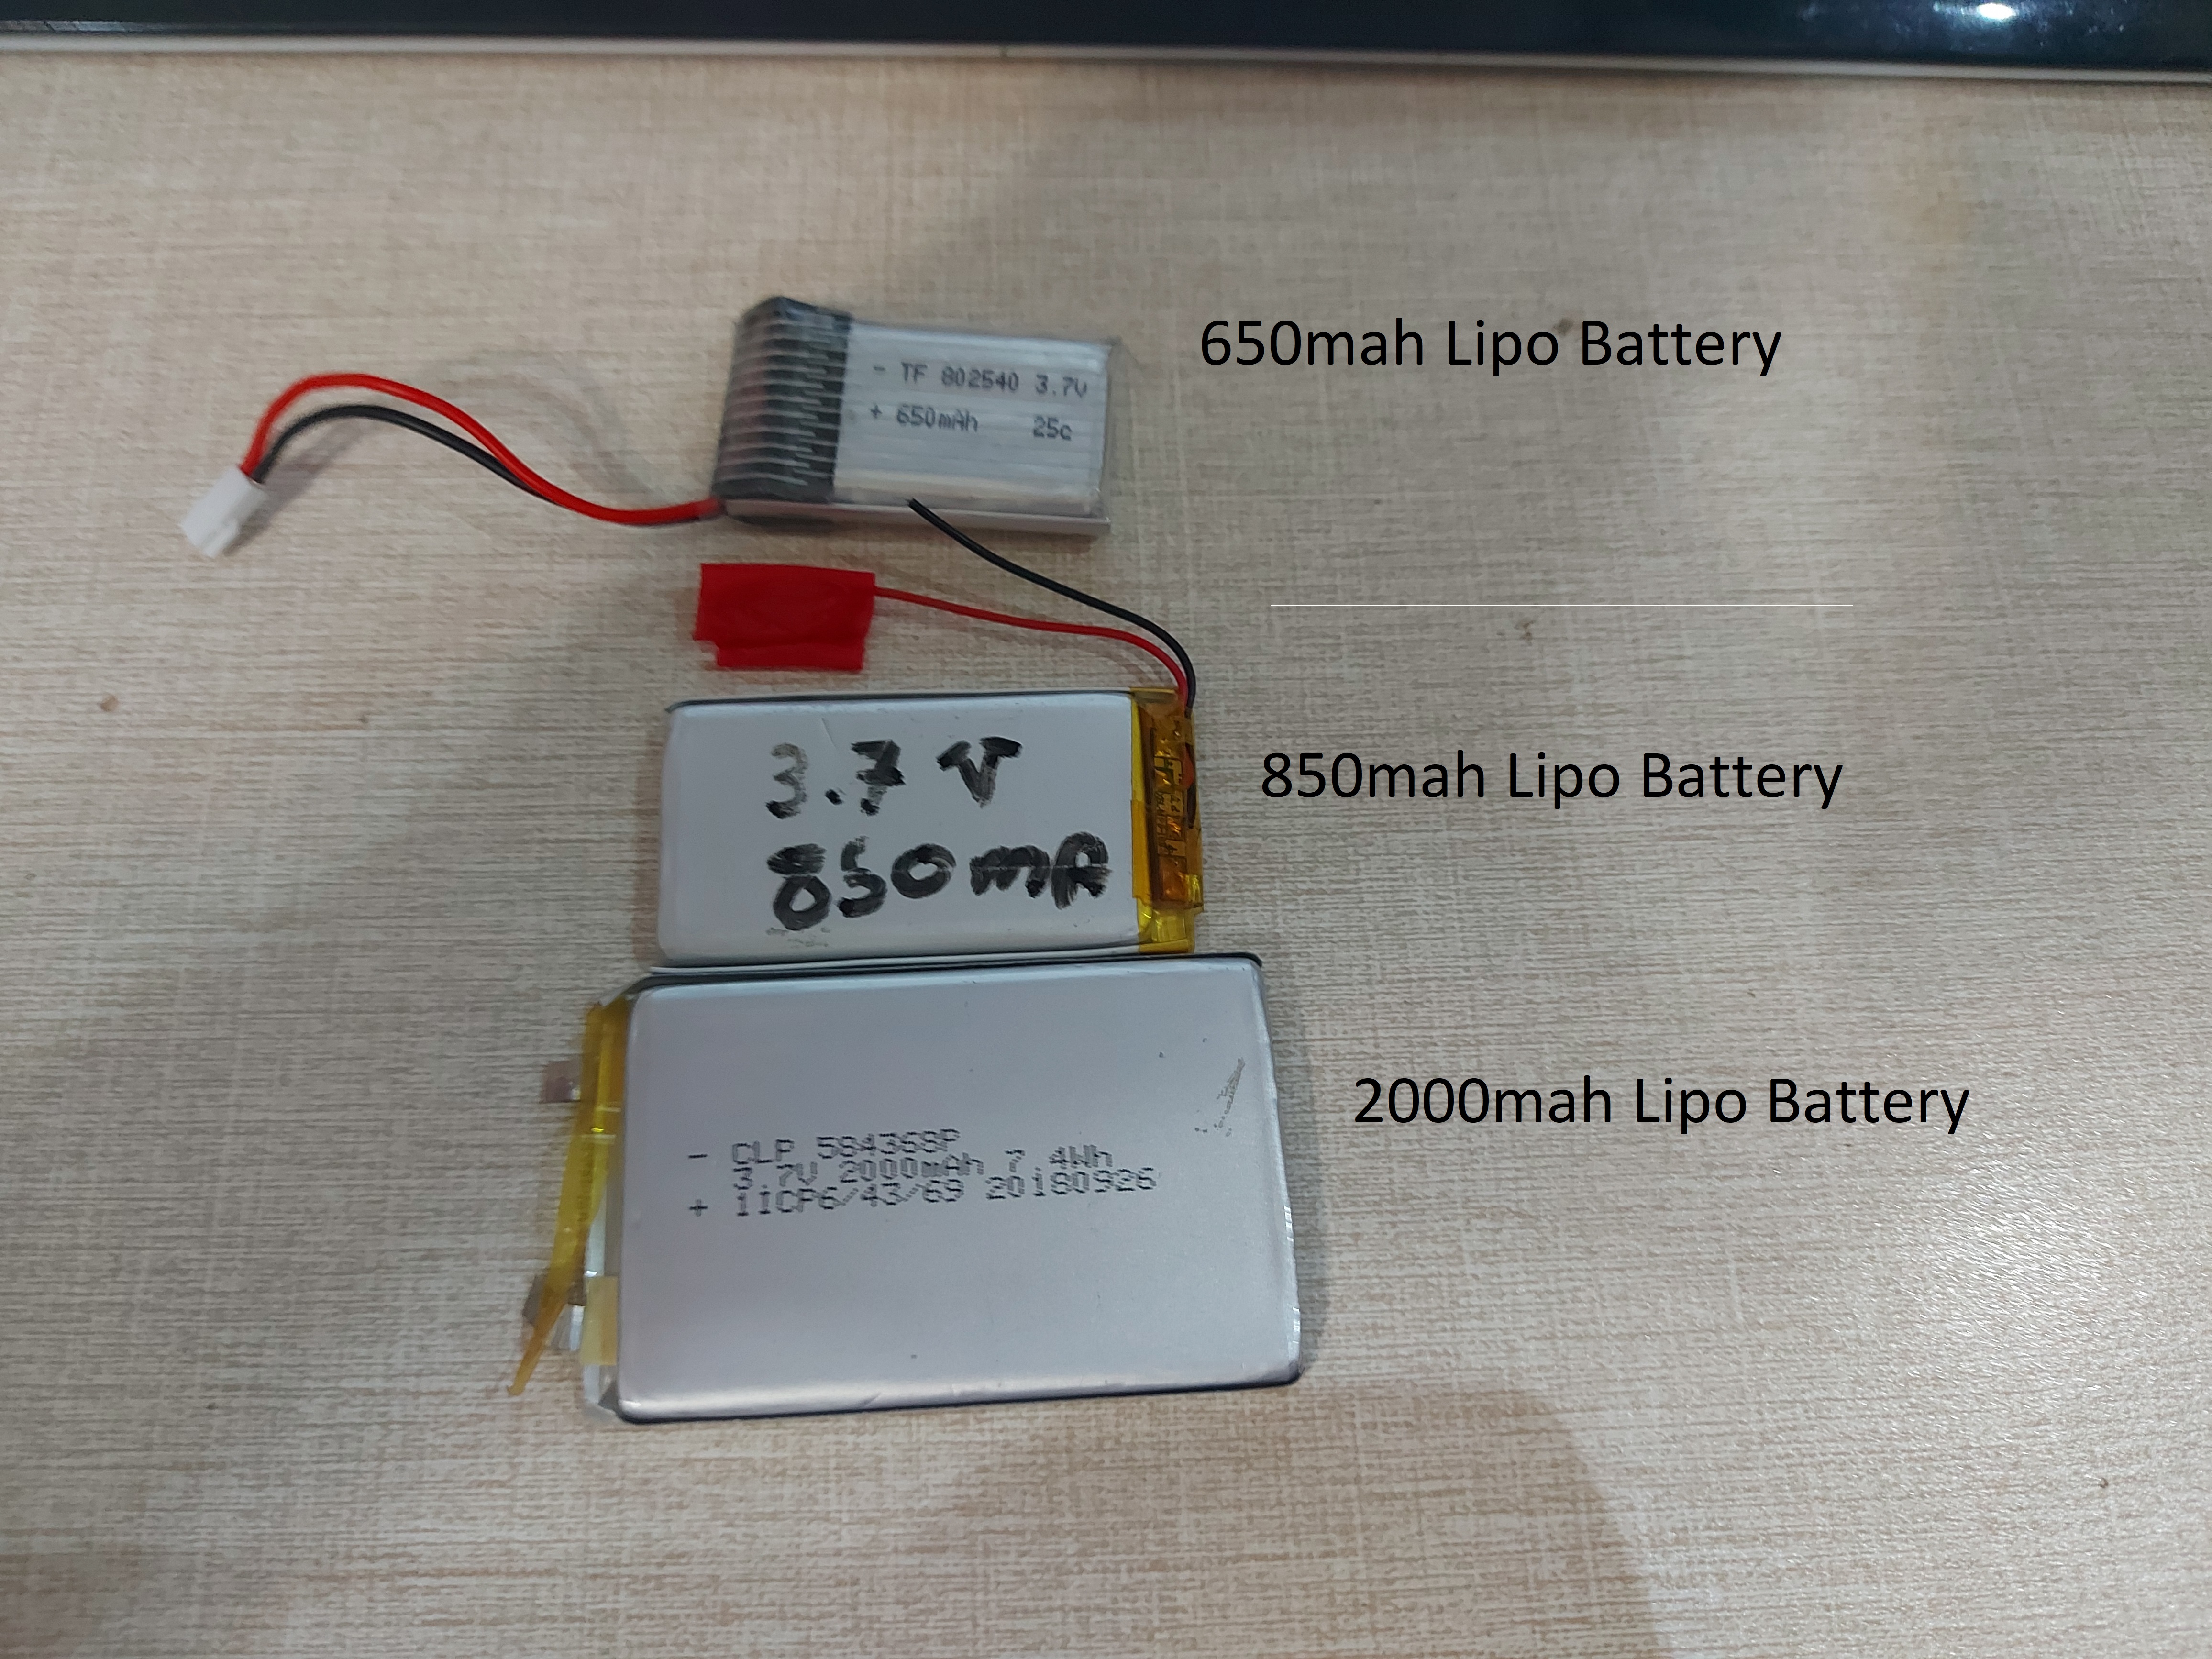 650mah Lipo Battery
- TF 802540 3.7V
+ 650mAh 25c
850mah Lipo Battery
3.7 V
850mA
2000mah Lipo Battery
- CLP 584368P
3.7V 2000mAh 7.4Wh
+ 1iCP6/43/69 20180926